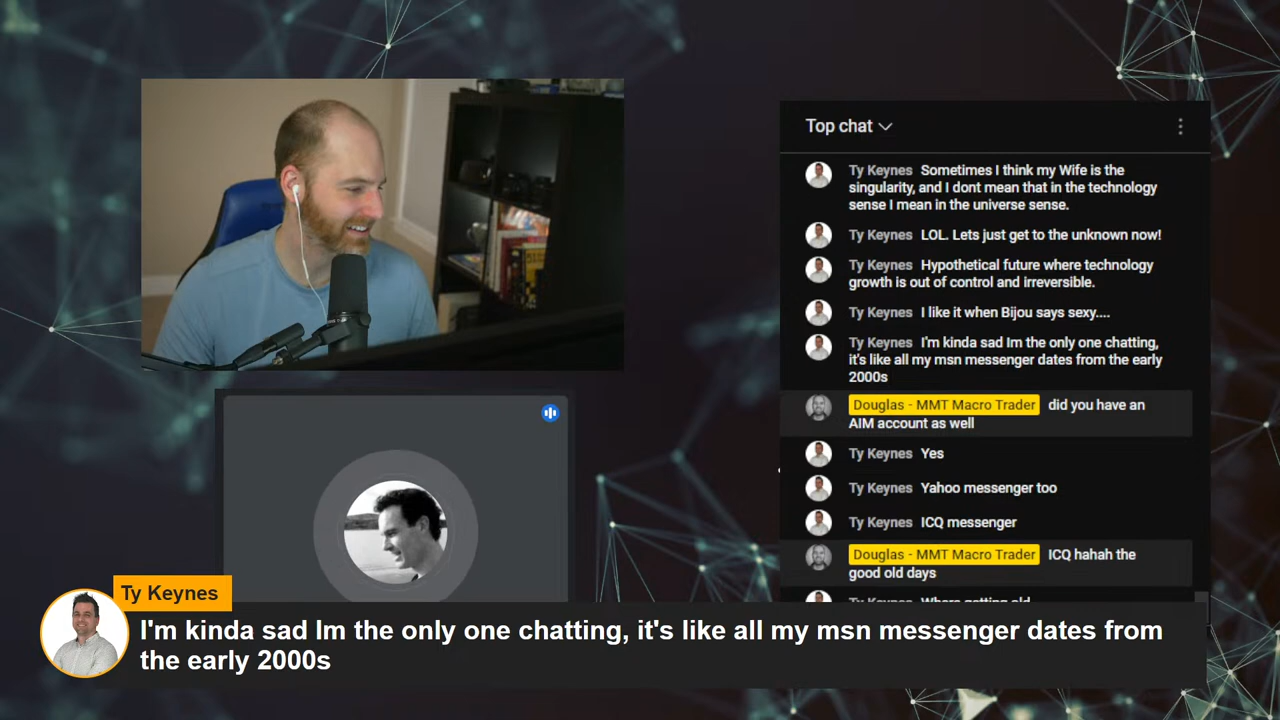 Top chat
Ty Keynes Sometimes I think my Wife is the
singularity, and I dont mean that in the technology
sense I mean in the universe sense.
Ty Keynes LOL. Lets just get to the unknown now!
Ty Keynes Hypothetical future where technology
growth is out of control and irreversible.
Ty Keynes I like it when Bijou says sexy....
Ty Keynes I'm kinda sad Im the only one chatting,
it's like all my msn messenger dates from the early
2000s
Douglas - MMT Macro Trader did you have an
AIM account as well
Ty Keynes Yes
Ty Keynes Yahoo messenger too
Ty Keynes ICQ messenger
Douglas - MMT Macro Trader ICQ hahah the
good old days
Ty Keynes Where getting old
Ty Keynes
I'm kinda sad Im the only one chatting, it's like all my msn messenger dates from
the early 2000s